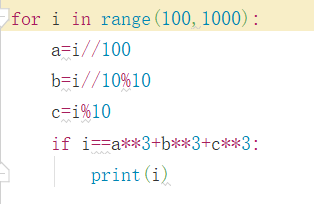 for i in range(100,1000):
    a=i//100
    b=i//10%10
    c=i%10
    if i==a**3+b**3+c**3:
        print(i)